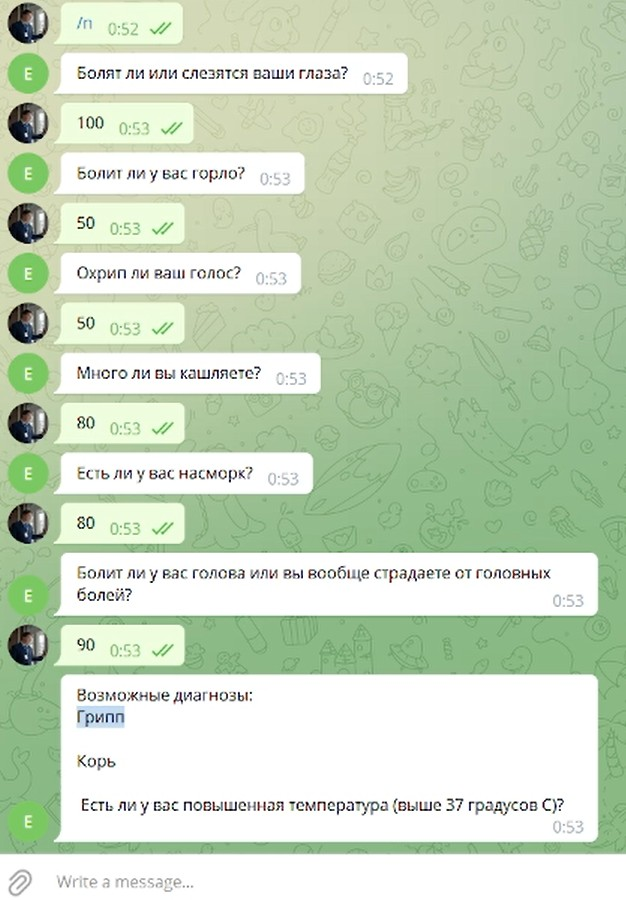 /n 0:52
E
Болят ли или слезятся ваши глаза? 0:52
100 0:53
E
Болит ли у вас горло? 0:53
50 0:53
E
Охрип ли ваш голос? 0:53
50 0:53
E
Много ли вы кашляете? 0:53
80 0:53
E
Есть ли у вас насморк? 0:53
80 0:53
Болит ли у вас голова или вы вообще страдаете от головных
болей? 0:53
E
90 0:53
Возможные диагнозы:
Грипп
Корь
Есть ли у вас повышенная температура (выше 37 градусов С)?
E 0:53
Write a message...